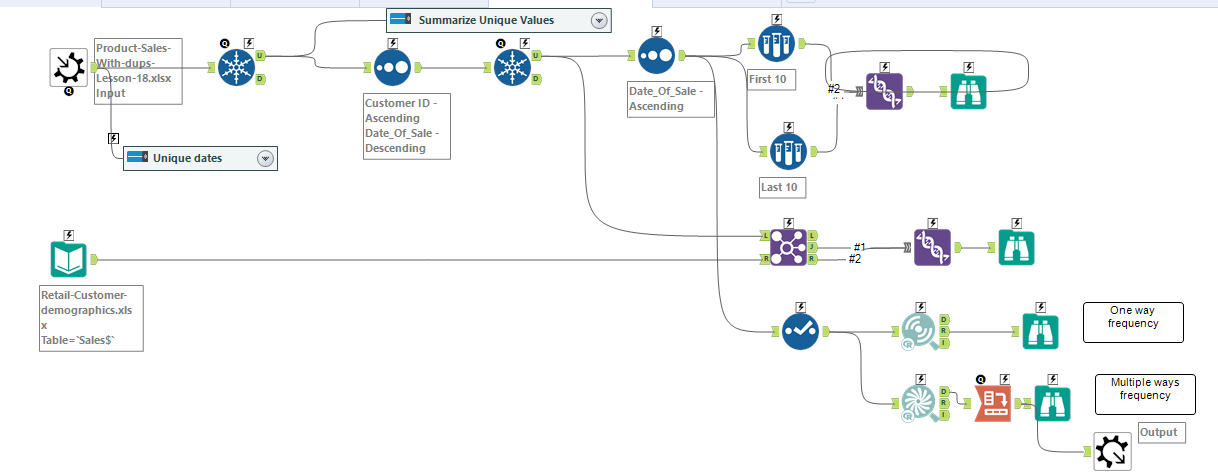 Summarize Unique Values
Product-Sales-
With-dups-
Lesson-18.xlsx
Input
Q
Q
U
D
Q
U
D
Customer ID -
Ascending
Date_Of_Sale -
Descending
Date_Of_Sale -
Ascending
First 10
#2
Unique dates
Last 10
L
R
L
J
R
#1
#2
Retail-Customer-
demographics.xls
x
Table=`Sales$`
R
D
R
I
One way
frequency
R
D
R
I
Q
Multiple ways
frequency
Output